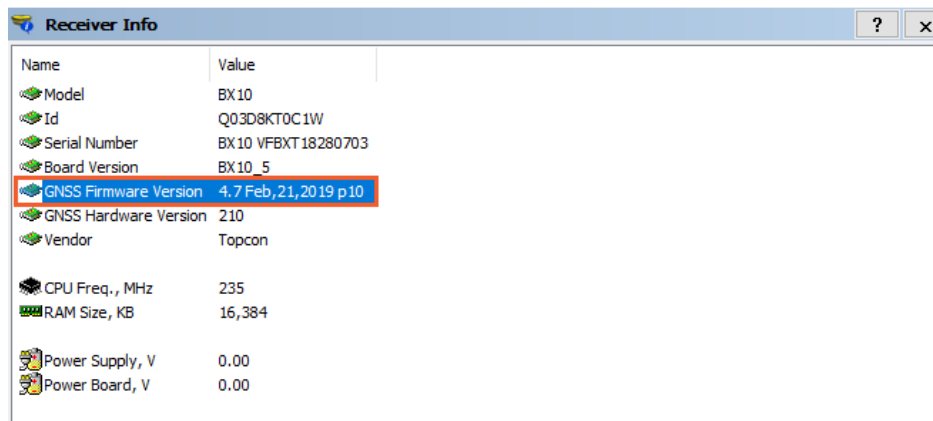 Receiver Info ? x
Name Value
Model BX10
Id Q03D8KT0C1W
Serial Number BX10 VFBXT18280703
Board Version BX10_5
GNSS Firmware Version 4.7 Feb,21,2019 p10
GNSS Hardware Version 210
Vendor Topcon
CPU Freq., MHz 235
RAM Size, KB 16,384
Power Supply, V 0.00
Power Board, V 0.00